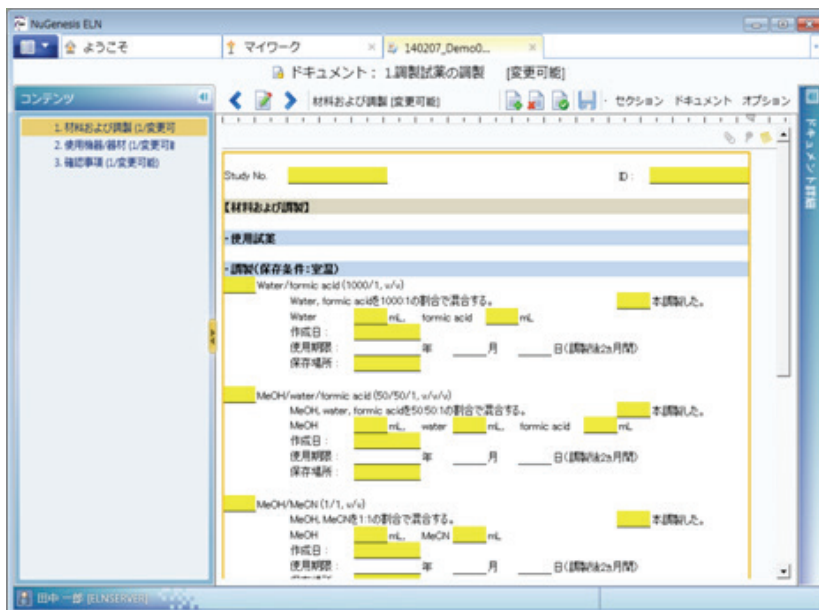 NuGenesis ELN
ようこそ
マイワーク
140207_Demo0...
ドキュメント： 1.調製試薬の調製 [変更可能]
コンテンツ
材料および調製 [変更可能]
セクション ドキュメント オプション
1. 材料および調製 (1/変更可
2. 使用機器/器材 (1/変更可能
3. 確認事項 (1/変更可能)
ドキュメント詳細
Study No.
ID :
【材料および調製】
・使用試薬
・調製(保存条件：室温)
Water/formic acid (1000/1, v/v)
Water, formic acidを1000:1の割合で混合する。 本調製した。
Water mL, formic acid mL
作成日：
使用期限： 年 月 日(調製後2ヵ月間)
保存場所：
MeOH/water/formic acid (50/50/1, v/v/v)
MeOH, water, formic acidを50:50:1の割合で混合する。 本調製した。
MeOH mL, water mL, formic acid mL
作成日：
使用期限： 年 月 日(調製後2ヵ月間)
保存場所：
MeOH/MeCN (1/1, v/v)
MeOH, MeCNを1:1の割合で混合する。 本調製した。
MeOH mL, MeCN mL
作成日：
使用期限： 年 月 日(調製後2ヵ月間)
田中 一郎 [ELNSERVER]